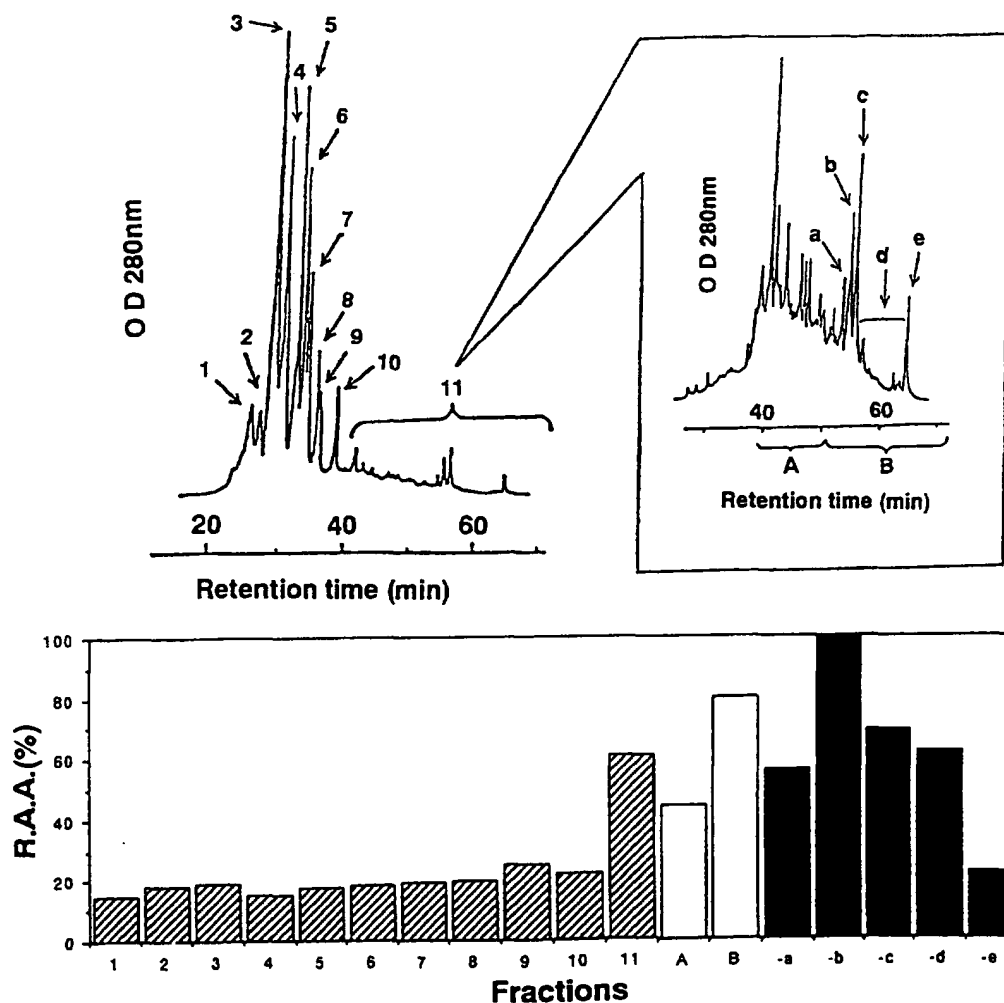 3
5
4
6
7
8
9
2
1
10
11
O D 280nm
20 40 60
Retention time (min)
c
b
a
d
e
O D 280nm
40 60
A B
Retention time (min)
100
80
60
40
20
0
R.A.A.(%)
1 2 3 4 5 6 7 8 9 10 11 A B -a -b -c -d -e
Fractions